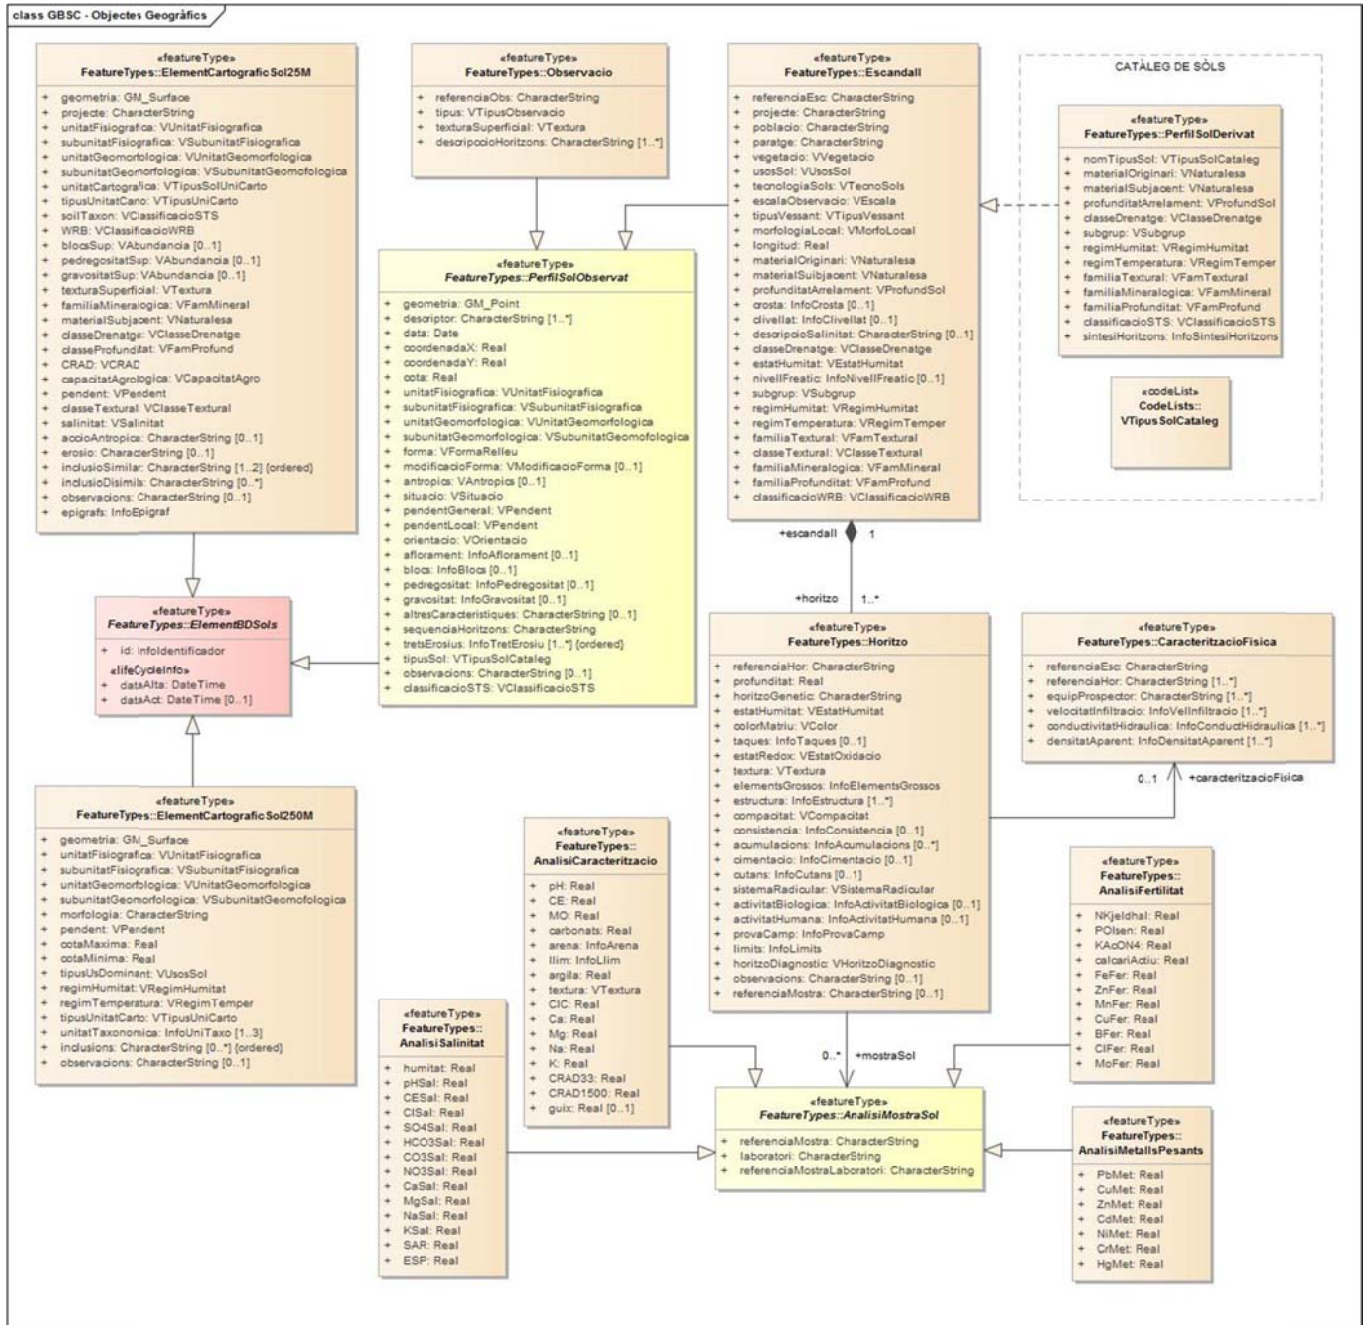 class GBSC - Objectes Geogràfics
«featureType»
FeatureTypes::ElementCartograficSol25M
+ geometria: GM_Surface
+ projecte: CharacterString
+ unitatFisiografica: VUnitatFisiografica
+ subunitatFisiografica: VSubunitatFisiografica
+ unitatGeomorfologica: VUnitatGeomorfologica
+ subunitatGeomorfologica: VSubunitatGeomofologica
+ unitatCartografica: VTipusSolUniCarto
+ tipusUnitatCarto: VTipusUniCarto
+ soilTaxon: VClassificacioSTS
+ WRB: VClassificacioWRB
+ blocsSup: VAbundancia [0..1]
+ pedregositatSup: VAbundancia [0..1]
+ gravositatSup: VAbundancia [0..1]
+ texturaSuperficial: VTextura
+ familiaMineralogica: VFamMineral
+ materialSubjacent: VNaturalesa
+ classeDrenatge: VClasseDrenatge
+ classeProfunditat: VFamProfund
+ CRAD: VCRAD
+ capacitatAgrologica: VCapacitatAgro
+ pendent: VPendent
+ classeTextural: VClasseTextural
+ salinitat: VSalinitat
+ accioAntropica: CharacterString [0..1]
+ erosio: CharacterString [0..1]
+ inclusioSimilar: CharacterString [1..2] {ordered}
+ inclusioDisimils: CharacterString [0..*]
+ observacions: CharacterString [0..1]
+ epigrafs: InfoEpigraf
«featureType»
FeatureTypes::Observacio
+ referenciaObs: CharacterString
+ tipus: VTipusObservacio
+ texturaSuperficial: VTextura
+ descripcioHoritzons: CharacterString [1..*]
«featureType»
FeatureTypes::Escandall
+ referenciaEsc: CharacterString
+ projecte: CharacterString
+ poblacio: CharacterString
+ paratge: CharacterString
+ vegetacio: VVegetacio
+ usosSol: VUsosSol
+ tecnologiaSols: VTecnoSols
+ escalaObservacio: VEscala
+ tipusVessant: VTipusVessant
+ morfologiaLocal: VMorfoLocal
+ longitud: Real
+ materialOriginari: VNaturalesa
+ materialSuibjacent: VNaturalesa
+ profunditatArrelament: VProfundSol
+ crosta: InfoCrosta [0..1]
+ clivellat: InfoClivellat [0..1]
+ descripcioSalinitat: CharacterString [0..1]
+ classeDrenatge: VClasseDrenatge
+ estatHumitat: VEstatHumitat
+ nivellFreatic: InfoNivellFreatic [0..1]
+ subgrup: VSubgrup
+ regimHumitat: VRegimHumitat
+ regimTemperatura: VRegimTemper
+ familiaTextural: VFamTextural
+ classeTextural: VClasseTextural
+ familiaMineralogica: VFamMineral
+ familiaProfunditat: VFamProfund
+ classificacioWRB: VClassificacioWRB
CATÀLEG DE SÒLS
«featureType»
FeatureTypes::PerfilSolDerivat
+ nomTipusSol: VTipusSolCataleg
+ materialOriginari: VNaturalesa
+ materialSubjacent: VNaturalesa
+ profunditatArrelament: VProfundSol
+ classeDrenatge: VClasseDrenatge
+ subgrup: VSubgrup
+ regimHumitat: VRegimHumitat
+ regimTemperatura: VRegimTemper
+ familiaTextural: VFamTextural
+ familiaMineralogica: VFamMineral
+ familiaProfunditat: VFamProfund
+ classificacioSTS: VClassificacioSTS
+ sintesiHoritzons: InfoSintesiHoritzons
«codeList»
CodeLists::
VTipusSolCataleg
«featureType»
FeatureTypes::PerfilSolObservat
+ geometria: GM_Point
+ descriptor: CharacterString [1..*]
+ data: Date
+ coordenadaX: Real
+ coordenadaY: Real
+ cota: Real
+ unitatFisiografica: VUnitatFisiografica
+ subunitatFisiografica: VSubunitatFisiografica
+ unitatGeomorfologica: VUnitatGeomorfologica
+ subunitatGeomorfologica: VSubunitatGeomofologica
+ forma: VFormaRelleu
+ modificacioForma: VModificacioForma [0..1]
+ antropics: VAntropics [0..1]
+ situacio: VSituacio
+ pendentGeneral: VPendent
+ pendentLocal: VPendent
+ orientacio: VOrientacio
+ aflorament: InfoAflorament [0..1]
+ blocs: InfoBlocs [0..1]
+ pedregositat: InfoPedregositat [0..1]
+ gravositat: InfoGravositat [0..1]
+ altresCaracteristiques: CharacterString [0..1]
+ sequenciaHoritzons: CharacterString
+ tretsErosius: InfoTretErosiu [1..*] {ordered}
+ tipusSol: VTipusSolCataleg
+ observacions: CharacterString [0..1]
+ classificacioSTS: VClassificacioSTS
+escandall 1
+horitzo 1..*
«featureType»
FeatureTypes::ElementBDSols
+ id: InfoIdentificador
«lifeCycleInfo»
+ dataAlta: DateTime
+ dataAct: DateTime [0..1]
«featureType»
FeatureTypes::Horitzo
+ referenciaHor: CharacterString
+ profunditat: Real
+ horitzoGenetic: CharacterString
+ estatHumitat: VEstatHumitat
+ colorMatriu: VColor
+ taques: InfoTaques [0..1]
+ estatRedox: VEstatOxidacio
+ textura: VTextura
+ elementsGrossos: InfoElementsGrossos
+ estructura: InfoEstructura [1..*]
+ compacitat: VCompacitat
+ consistencia: InfoConsistencia [0..1]
+ acumulacions: InfoAcumulacions [0..*]
+ cimentacio: InfoCimentacio [0..1]
+ cutans: InfoCutans [0..1]
+ sistemaRadicular: VSistemaRadicular
+ activitatBiologica: InfoActivitatBiologica [0..1]
+ activitatHumana: InfoActivitatHumana [0..1]
+ provaCamp: InfoProvaCamp
+ limits: InfoLimits
+ horitzoDiagnostic: VHoritzoDiagnostic
+ observacions: CharacterString [0..1]
+ referenciaMostra: CharacterString [0..1]
«featureType»
FeatureTypes::CaracteritzacioFisica
+ referenciaEsc: CharacterString
+ referenciaHor: CharacterString [1..*]
+ equipProspector: CharacterString [1..*]
+ velocitatInfiltracio: InfoVelInfiltracio [1..*]
+ conductivitatHidraulica: InfoConductHidraulica [1..*]
+ densitatAparent: InfoDensitatAparent [1..*]
0..1 +caracteritzacioFisica
«featureType»
FeatureTypes::ElementCartograficSol250M
+ geometria: GM_Surface
+ unitatFisiografica: VUnitatFisiografica
+ subunitatFisiografica: VSubunitatFisiografica
+ unitatGeomorfologica: VUnitatGeomorfologica
+ subunitatGeomorfologica: VSubunitatGeomofologica
+ morfologia: CharacterString
+ pendent: VPendent
+ cotaMaxima: Real
+ cotaMinima: Real
+ tipusUsDominant: VUsosSol
+ regimHumitat: VRegimHumitat
+ regimTemperatura: VRegimTemper
+ tipusUnitatCarto: VTipusUniCarto
+ unitatTaxonomica: InfoUniTaxo [1..3]
+ inclusions: CharacterString [0..*] {ordered}
+ observacions: CharacterString [0..1]
«featureType»
FeatureTypes::
AnalisiCaracteritzacio
+ pH: Real
+ CE: Real
+ MO: Real
+ carbonats: Real
+ arena: InfoArena
+ llim: InfoLlim
+ argila: Real
+ textura: VTextura
+ CIC: Real
+ Ca: Real
+ Mg: Real
+ Na: Real
+ K: Real
+ CRAD33: Real
+ CRAD1500: Real
+ guix: Real [0..1]
«featureType»
FeatureTypes::
AnalisiFertilitat
+ NKjeldhal: Real
+ POlsen: Real
+ KAcON4: Real
+ calcariActiu: Real
+ FeFer: Real
+ ZnFer: Real
+ MnFer: Real
+ CuFer: Real
+ BFer: Real
+ ClFer: Real
+ MoFer: Real
«featureType»
FeatureTypes::
AnalisiSalinitat
+ humitat: Real
+ pHSal: Real
+ CESal: Real
+ ClSal: Real
+ SO4Sal: Real
+ HCO3Sal: Real
+ CO3Sal: Real
+ NO3Sal: Real
+ CaSal: Real
+ MgSal: Real
+ NaSal: Real
+ KSal: Real
+ SAR: Real
+ ESP: Real
0..* +mostraSol
«featureType»
FeatureTypes::AnalisiMostraSol
+ referenciaMostra: CharacterString
+ laboratori: CharacterString
+ referenciaMostraLaboratori: CharacterString
«featureType»
FeatureTypes::
AnalisiMetallsPesants
+ PbMet: Real
+ CuMet: Real
+ ZnMet: Real
+ CdMet: Real
+ NiMet: Real
+ CrMet: Real
+ HgMet: Real